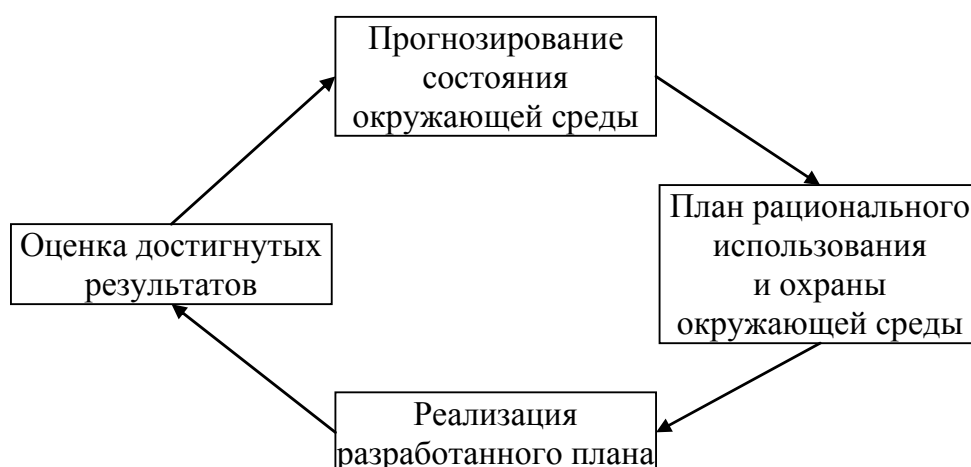 Прогнозирование
состояния
окружающей среды
План рационального
использования
и охраны
окружающей среды
Оценка достигнутых
результатов
Реализация
разработанного плана